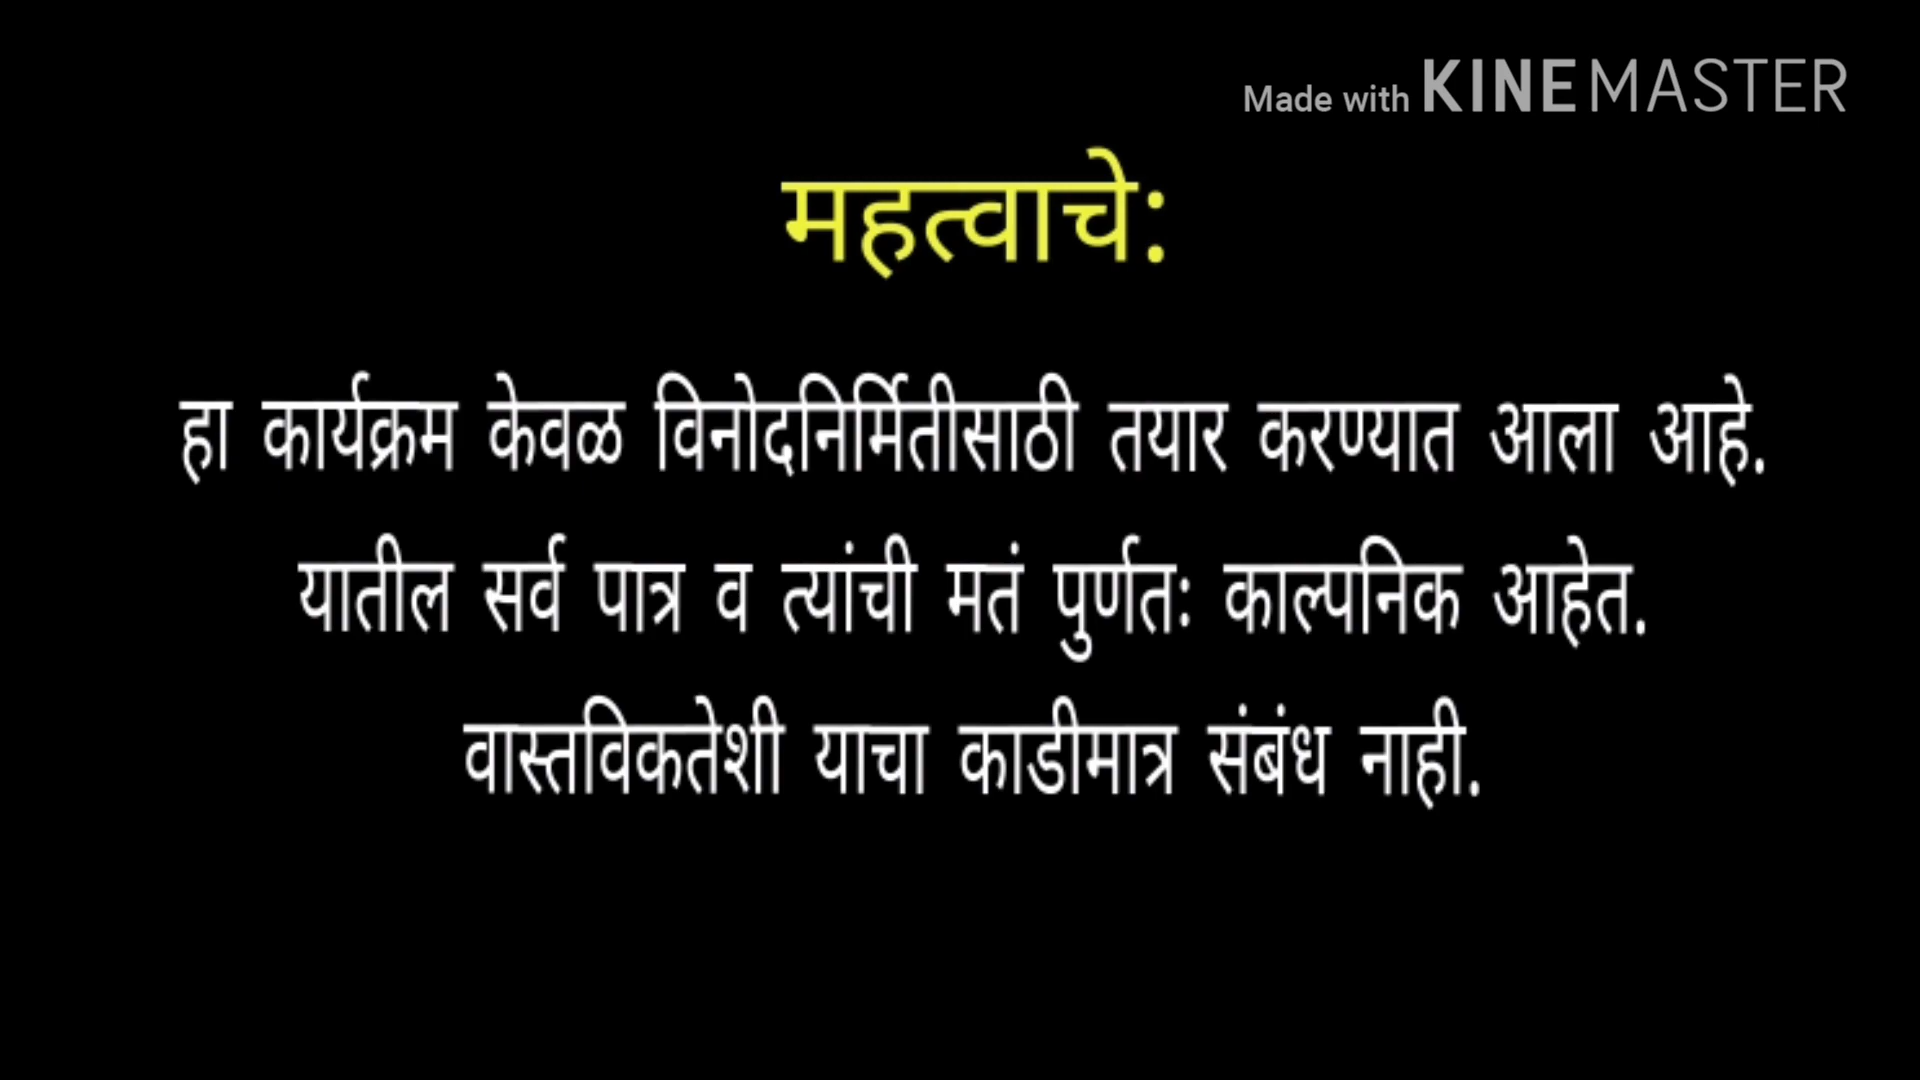 Made with KINEMASTER
महत्वाचे:
हा कार्यक्रम केवळ विनोदनिर्मितीसाठी तयार करण्यात आला आहे.
यातील सर्व पात्र व त्यांची मतं पुर्णतः काल्पनिक आहेत.
वास्तविकतेशी याचा काडीमात्र संबंध नाही.